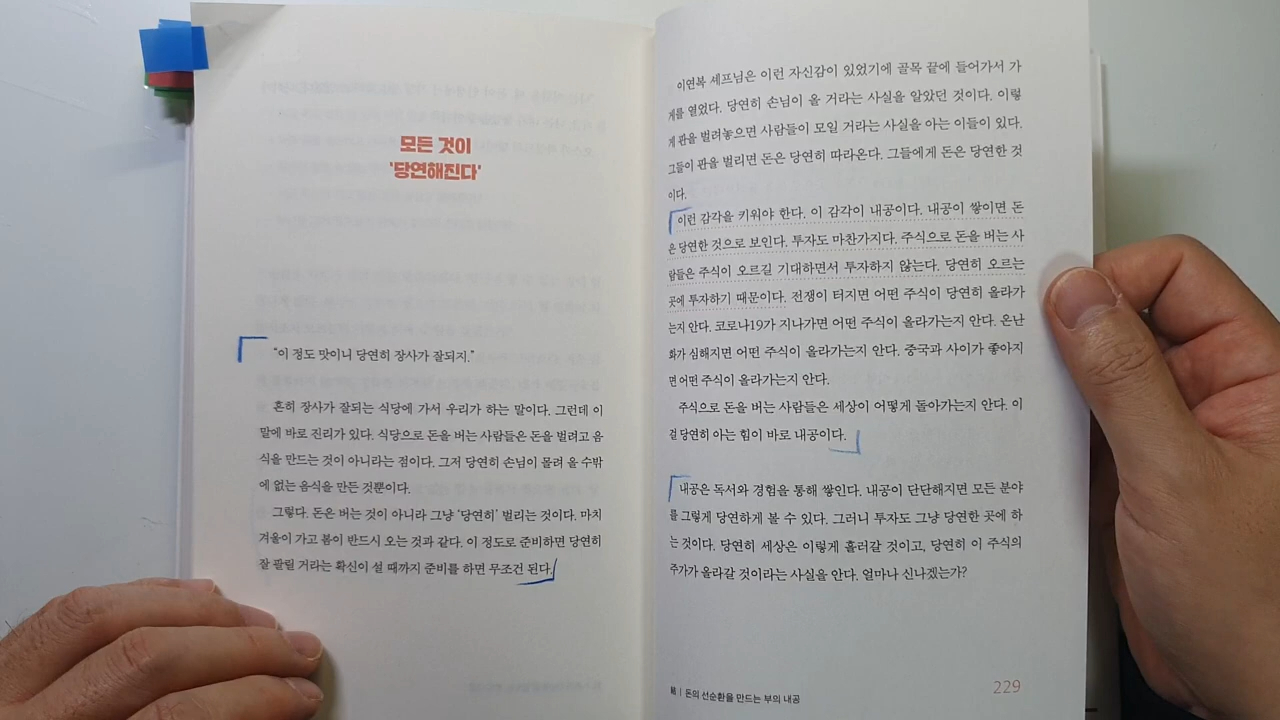 모든 것이
'당연해진다'
“이 정도 맛이니 당연히 장사가 잘되지.”
흔히 장사가 잘되는 식당에 가서 우리가 하는 말이다. 그런데 이
말에 바로 진리가 있다. 식당으로 돈을 버는 사람들은 돈을 벌려고 음
식을 만드는 것이 아니라는 점이다. 그저 당연히 손님이 몰려 올 수밖
에 없는 음식을 만든 것뿐이다.
그렇다. 돈은 버는 것이 아니라 그냥 ‘당연히’ 벌리는 것이다. 마치
겨울이 가고 봄이 반드시 오는 것과 같다. 이 정도로 준비하면 당연히
잘 팔릴 거라는 확신이 설 때까지 준비를 하면 무조건 된다.
이연복 셰프님은 이런 자신감이 있었기에 골목 끝에 들어가서 가
게를 열었다. 당연히 손님이 올 거라는 사실을 알았던 것이다. 이렇
게 판을 벌려놓으면 사람들이 모일 거라는 사실을 아는 이들이 있다.
그들이 판을 벌리면 돈은 당연히 따라온다. 그들에게 돈은 당연한 것
이다.
이런 감각을 키워야 한다. 이 감각이 내공이다. 내공이 쌓이면 돈
은 당연한 것으로 보인다. 투자도 마찬가지다. 주식으로 돈을 버는 사
람들은 주식이 오르길 기대하면서 투자하지 않는다. 당연히 오르는
곳에 투자하기 때문이다. 전쟁이 터지면 어떤 주식이 당연히 올라가
는지 안다. 코로나19가 지나가면 어떤 주식이 올라가는지 안다. 온난
화가 심해지면 어떤 주식이 올라가는지 안다. 중국과 사이가 좋아지
면 어떤 주식이 올라가는지 안다.
주식으로 돈을 버는 사람들은 세상이 어떻게 돌아가는지 안다. 이
걸 당연히 아는 힘이 바로 내공이다.
내공은 독서와 경험을 통해 쌓인다. 내공이 단단해지면 모든 분야
를 그렇게 당연하게 볼 수 있다. 그러니 투자도 그냥 당연한 곳에 하
는 것이다. 당연히 세상은 이렇게 흘러갈 것이고, 당연히 이 주식의
주가가 올라갈 것이라는 사실을 안다. 얼마나 신나겠는가?
結 | 돈의 선순환을 만드는 부의 내공
229